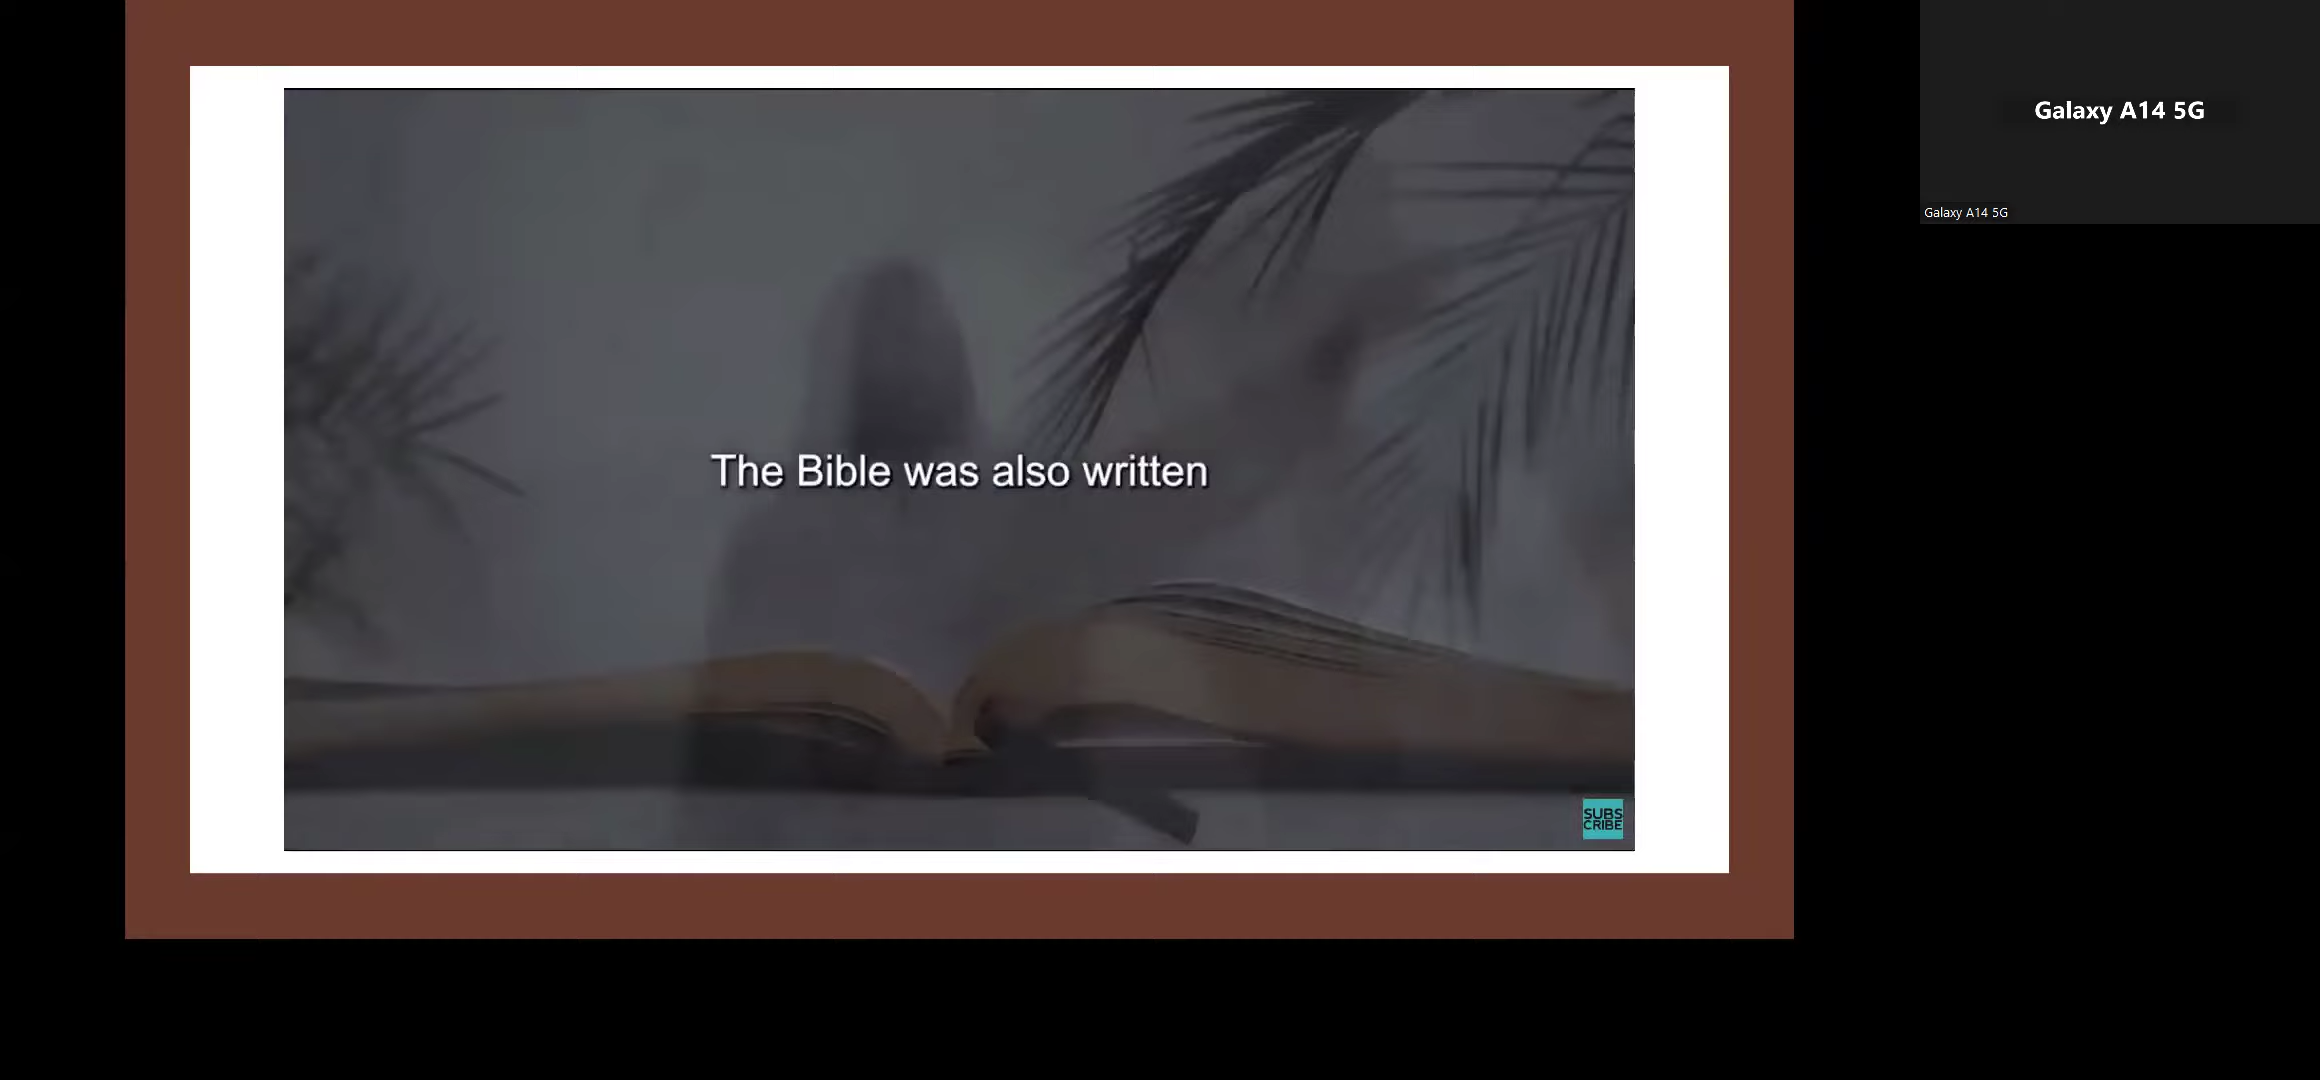 Galaxy A14 5G
Galaxy A14 5G
The Bible was also written
SUBS
CRIBE